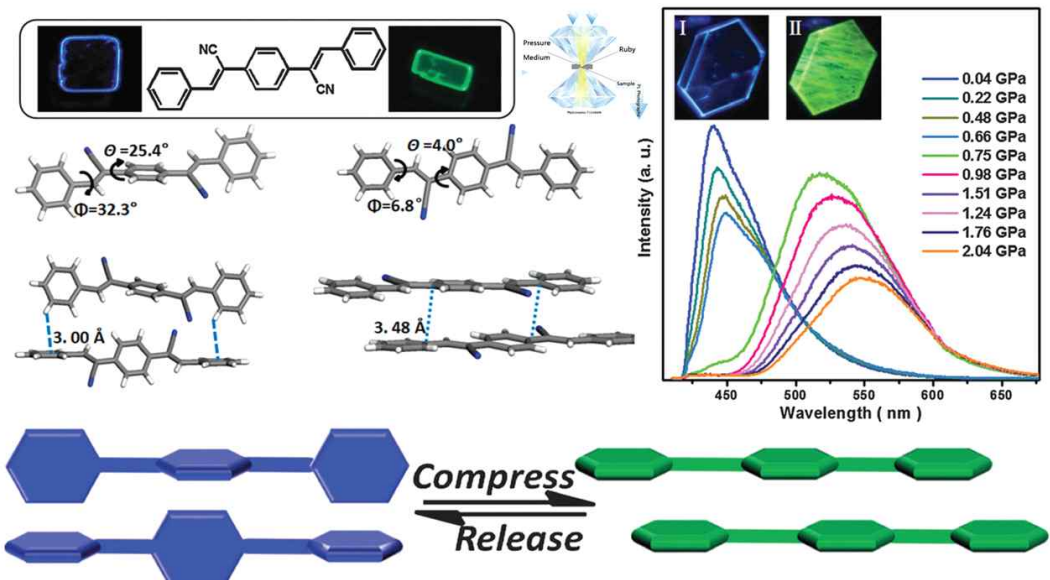 CN
CN
Pressure
Medium
Ruby
Sample
I
II
Θ =25.4°
Φ=32.3°
Θ =4.0°
Φ=6.8°
3. 00 Å
3. 48 Å
0.04 GPa
0.22 GPa
0.48 GPa
0.66 GPa
0.75 GPa
0.98 GPa
1.51 GPa
1.24 GPa
1.76 GPa
2.04 GPa
Intensity (a. u.)
450
500
550
600
650
Wavelength ( nm )
Compress
Release